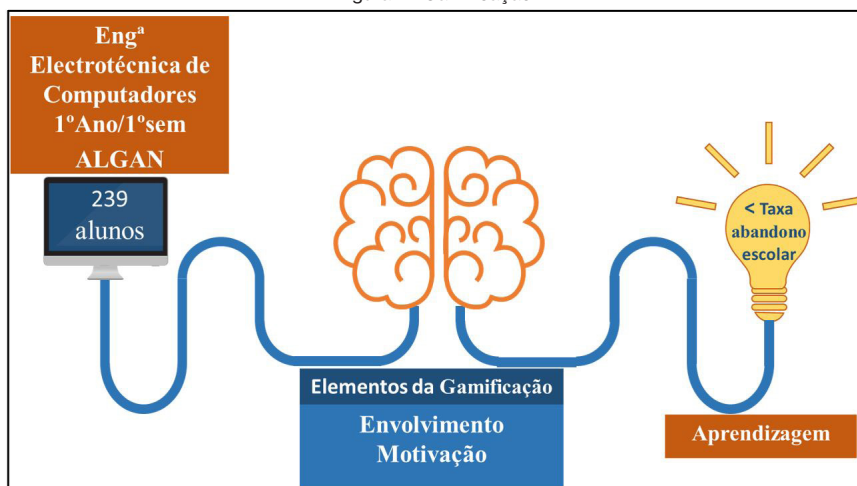 Engª
Electrotécnica de
Computadores
1ºAno/1ºsem
ALGAN
239
alunos
< Taxa
abandono
escolar
Elementos da Gamificação
Envolvimento
Motivação
Aprendizagem